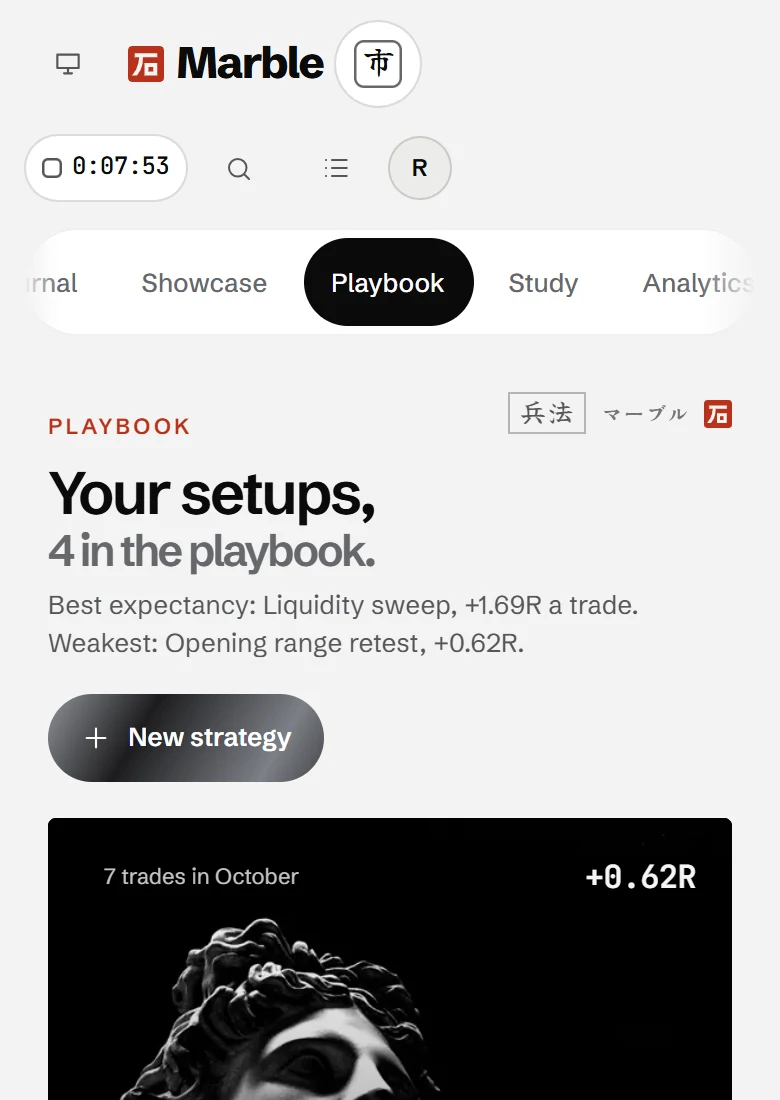 石 Marble 市
0:07:53 R
rnal Showcase Playbook Study Analytics
兵法 マーブル 石
PLAYBOOK
Your setups,
4 in the playbook.
Best expectancy: Liquidity sweep, +1.69R a trade.
Weakest: Opening range retest, +0.62R.
+ New strategy
7 trades in October +0.62R